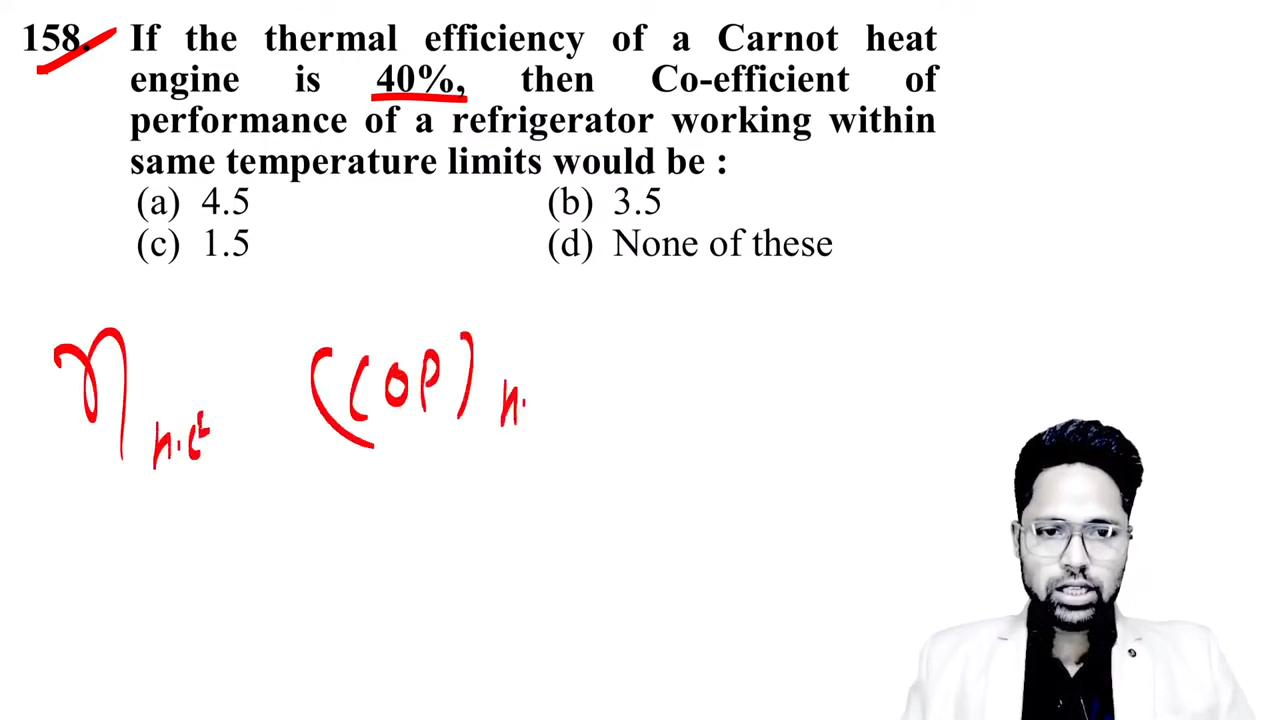 158. If the thermal efficiency of a Carnot heat
engine is 40%, then Co-efficient of
performance of a refrigerator working within
same temperature limits would be :
(a) 4.5 (b) 3.5
(c) 1.5 (d) None of these
η (COP)